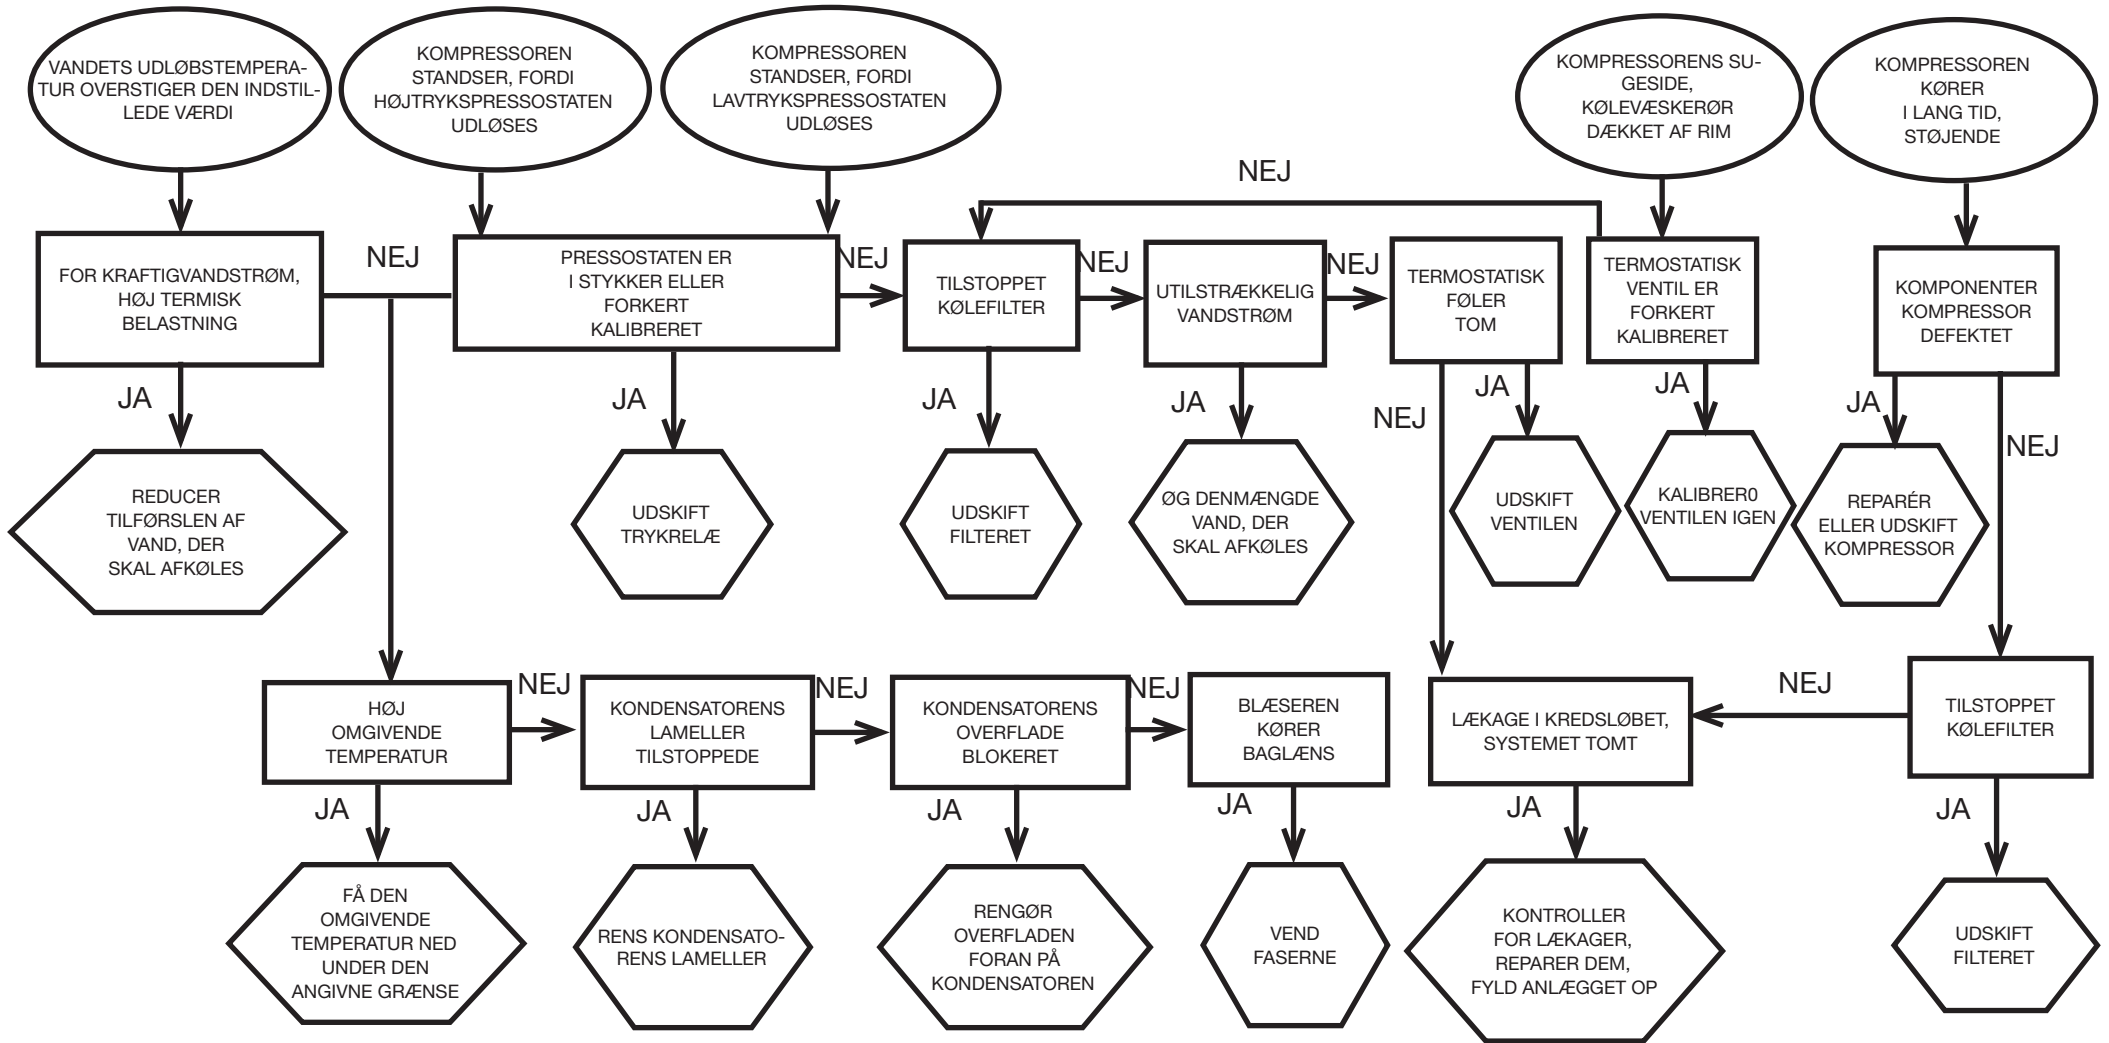 VANDETS UDLØBSTEMPERA-
TUR OVERSTIGER DEN INDSTIL-
LEDE VÆRDI
KOMPRESSOREN
STANDSER, FORDI
HØJTRYKSPRESSOSTATEN
UDLØSES
KOMPRESSOREN
STANDSER, FORDI
LAVTRYKSPRESSOSTATEN
UDLØSES
KOMPRESSORENS SU-
GESIDE,
KØLEVÆSKERØR
DÆKKET AF RIM
KOMPRESSOREN
KØRER
I LANG TID,
STØJENDE
NEJ
FOR KRAFTIGVANDSTRØM,
HØJ TERMISK
BELASTNING
NEJ
PRESSOSTATEN ER
I STYKKER ELLER
FORKERT
KALIBRERET
NEJ
TILSTOPPET
KØLEFILTER
NEJ
UTILSTRÆKKELIG
VANDSTRØM
NEJ
TERMOSTATISK
FØLER
TOM
TERMOSTATISK
VENTIL ER
FORKERT
KALIBRERET
KOMPONENTER
KOMPRESSOR
DEFEKTET
JA
JA
JA
JA
NEJ
JA
JA
JA
NEJ
REDUCER
TILFØRSLEN AF
VAND, DER
SKAL AFKØLES
UDSKIFT
TRYKRELÆ
UDSKIFT
FILTERET
ØG DENMÆNGDE
VAND, DER
SKAL AFKØLES
UDSKIFT
VENTILEN
KALIBRER0
VENTILEN IGEN
REPARÉR
ELLER UDSKIFT
KOMPRESSOR
HØJ
OMGIVENDE
TEMPERATUR
NEJ
KONDENSATORENS
LAMELLER
TILSTOPPEDE
NEJ
KONDENSATORENS
OVERFLADE
BLOKERET
NEJ
BLÆSEREN
KØRER
BAGLÆNS
LÆKAGE I KREDSLØBET,
SYSTEMET TOMT
NEJ
TILSTOPPET
KØLEFILTER
JA
JA
JA
JA
JA
JA
FÅ DEN
OMGIVENDE
TEMPERATUR NED
UNDER DEN
ANGIVNE GRÆNSE
RENS KONDENSATO-
RENS LAMELLER
RENGØR
OVERFLADEN
FORAN PÅ
KONDENSATOREN
VEND
FASERNE
KONTROLLER
FOR LÆKAGER,
REPARER DEM,
FYLD ANLÆGGET OP
UDSKIFT
FILTERET